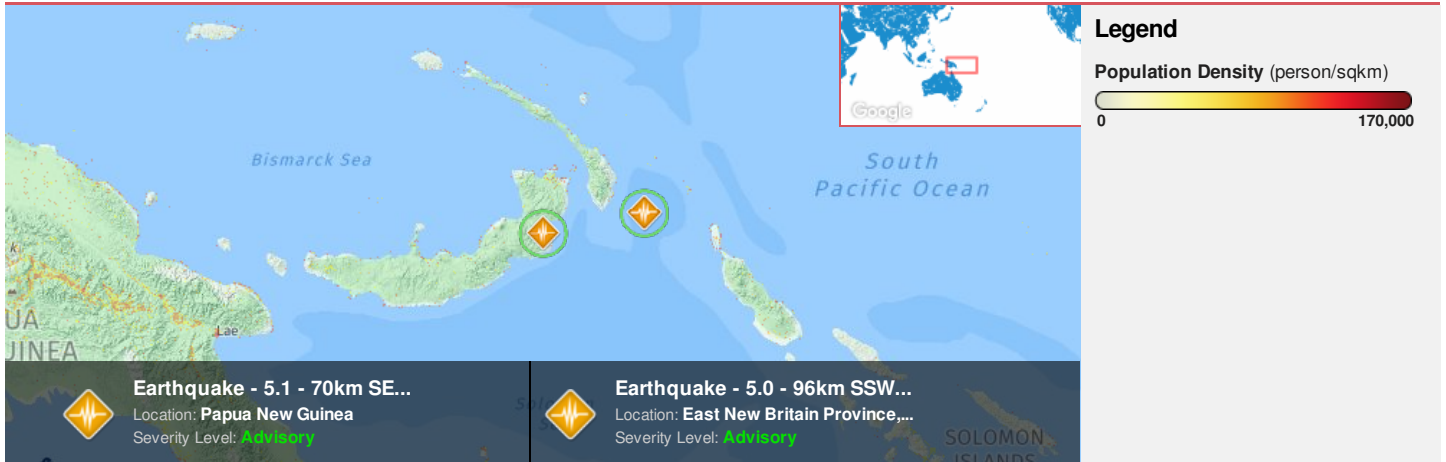 Google
Bismarck Sea
South
Pacific Ocean
Lae
UA
UINEA
Earthquake - 5.1 - 70km SE...
Location: Papua New Guinea
Severity Level: Advisory
Earthquake - 5.0 - 96km SSW...
Location: East New Britain Province,...
Severity Level: Advisory
SOLOMON
ISLANDS
Legend
Population Density (person/sqkm)
0 170,000